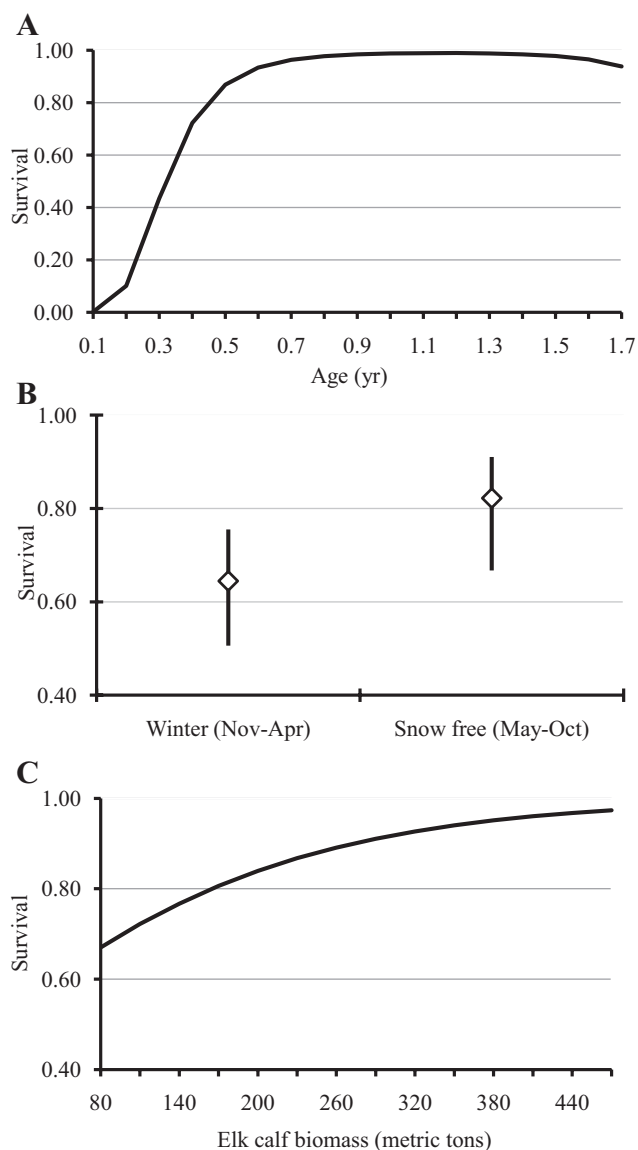 A
1.00
0.80
0.60
0.40
0.20
0.00
Survival
0.1 0.3 0.5 0.7 0.9 1.1 1.3 1.5 1.7
Age (yr)
B
1.00
0.80
0.60
0.40
Survival
Winter (Nov-Apr) Snow free (May-Oct)
C
1.00
0.80
0.60
0.40
Survival
80 140 200 260 320 380 440
Elk calf biomass (metric tons)